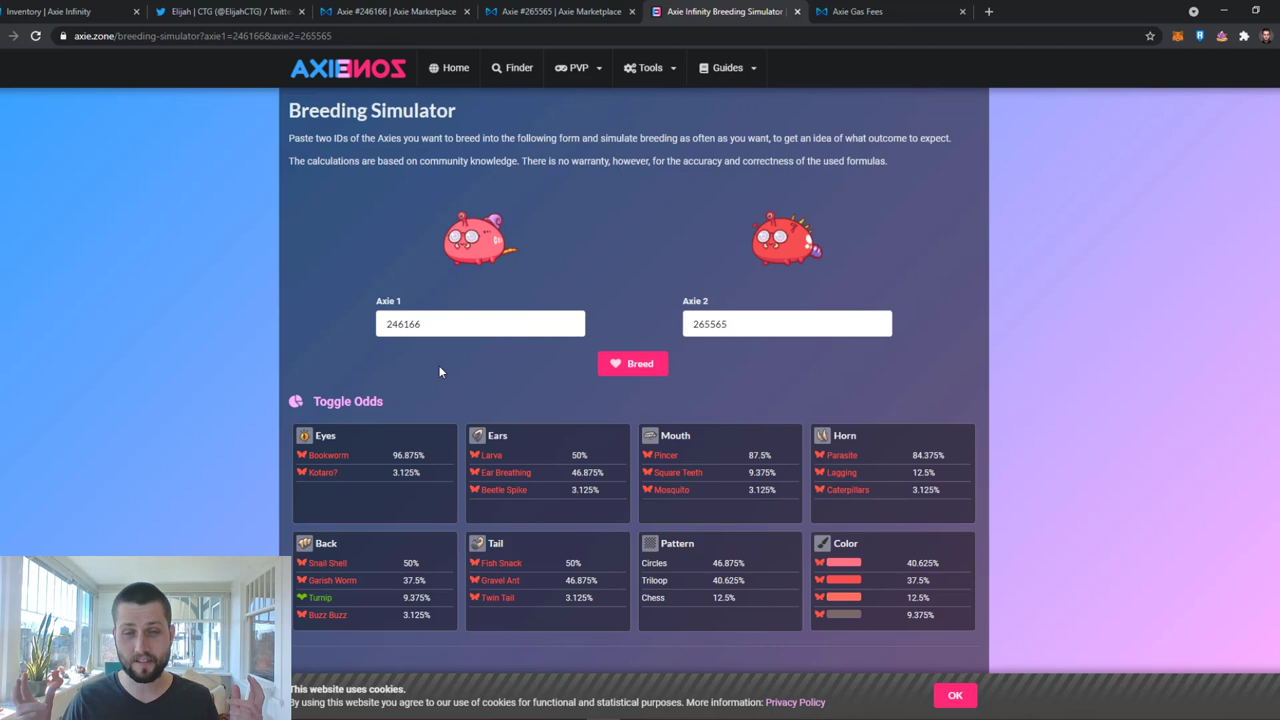 Inventory | Axie Infinity
Elijah | CTG (@ElijahCTG) / Twitte
Axie #246166 | Axie Marketplace
Axie #265565 | Axie Marketplace
Axie Infinity Breeding Simulator |
Axie Gas Fees
axie.zone/breeding-simulator?axie1=246166&axie2=265565
AXIE ZONE
Home
Finder
PVP
Tools
Guides
Breeding Simulator
Paste two IDs of the Axies you want to breed into the following form and simulate breeding as often as you want, to get an idea of what outcome to expect.
The calculations are based on community knowledge. There is no warranty, however, for the accuracy and correctness of the used formulas.
Axie 1
Axie 2
246166
265565
Breed
Toggle Odds
Eyes
Bookworm 96.875%
Kotaro? 3.125%
Ears
Larva 50%
Ear Breathing 46.875%
Beetle Spike 3.125%
Mouth
Pincer 87.5%
Square Teeth 9.375%
Mosquito 3.125%
Horn
Parasite 84.375%
Lagging 12.5%
Caterpillars 3.125%
Back
Snail Shell 50%
Garish Worm 37.5%
Turnip 9.375%
Buzz Buzz 3.125%
Tail
Fish Snack 50%
Gravel Ant 46.875%
Twin Tail 3.125%
Pattern
Circles 46.875%
Triloop 40.625%
Chess 12.5%
Color
40.625%
37.5%
12.5%
9.375%
This website uses cookies.
By using this website you agree to our use of cookies for functional and statistical purposes. More information: Privacy Policy
OK